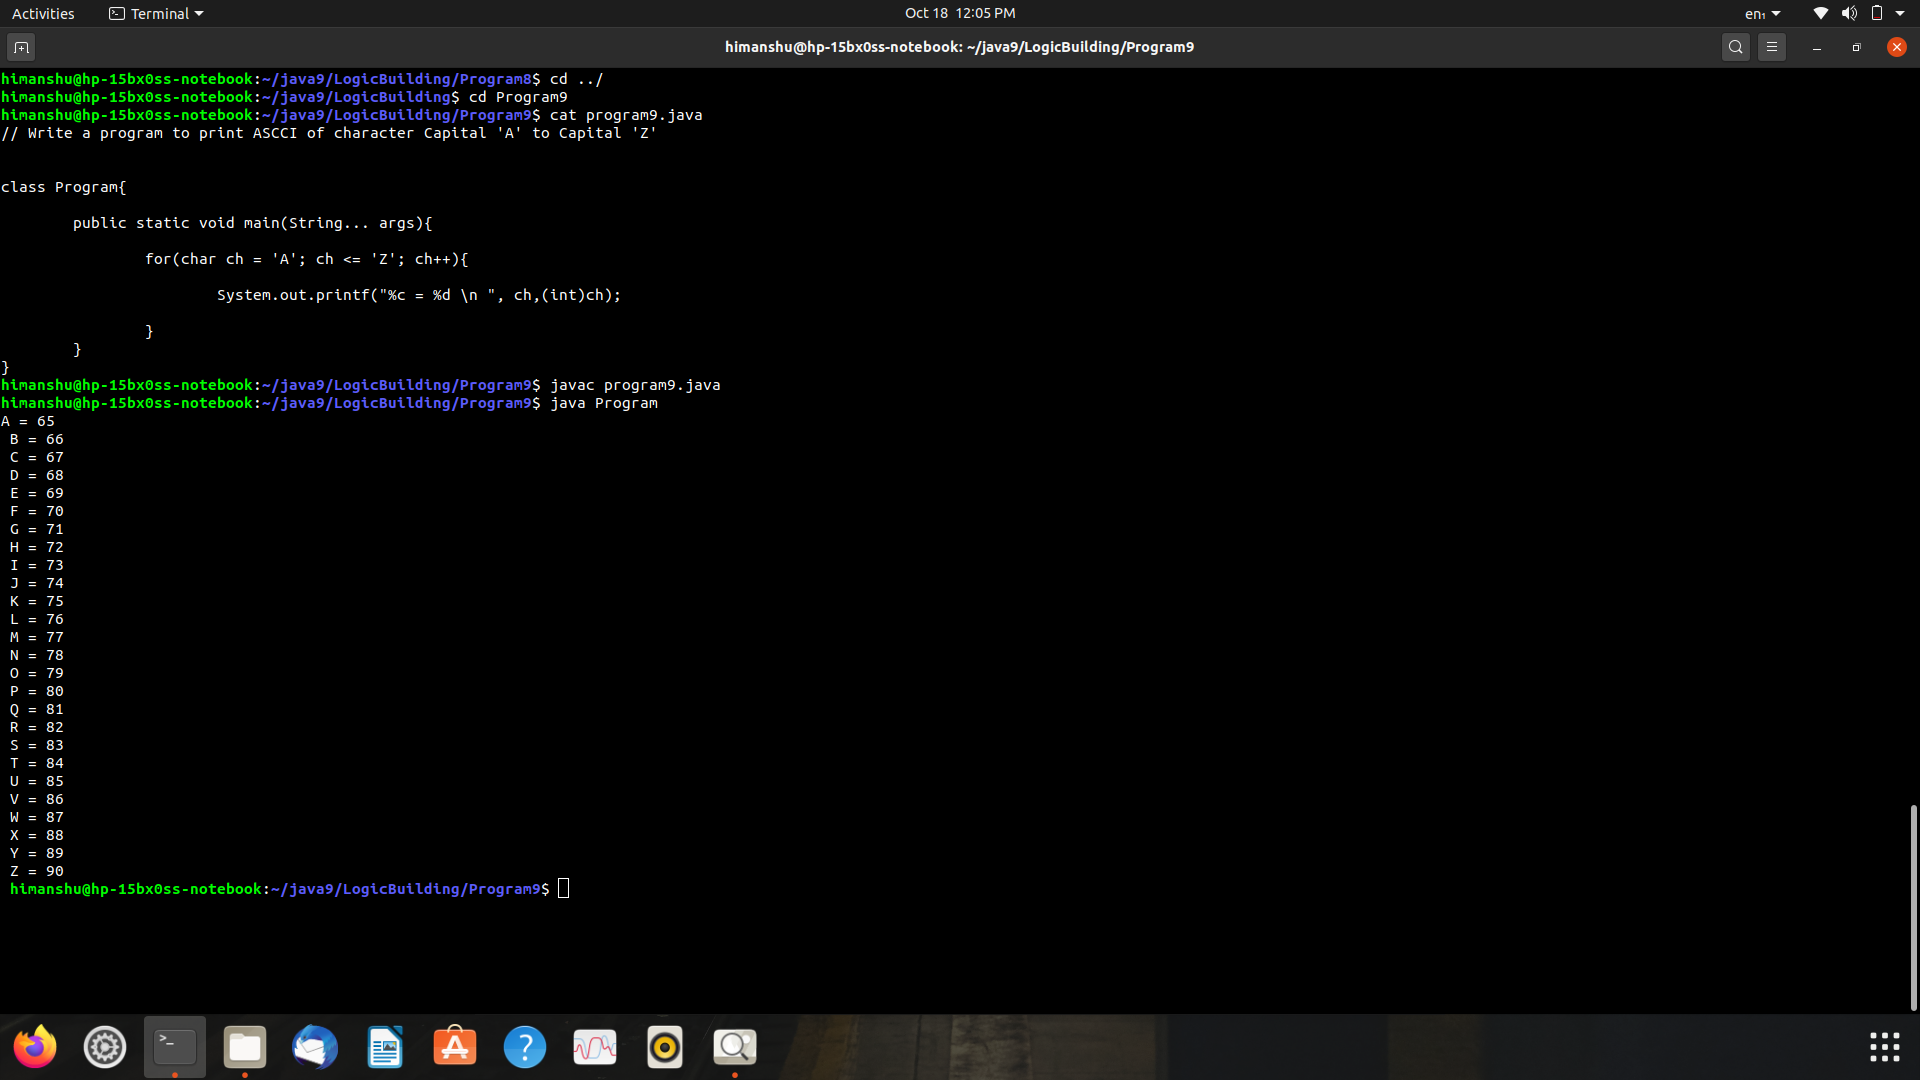 Activities Terminal Oct 18 12:05 PM en₁
himanshu@hp-15bx0ss-notebook: ~/java9/LogicBuilding/Program9
himanshu@hp-15bx0ss-notebook:~/java9/LogicBuilding/Program8$ cd ../
himanshu@hp-15bx0ss-notebook:~/java9/LogicBuilding$ cd Program9
himanshu@hp-15bx0ss-notebook:~/java9/LogicBuilding/Program9$ cat program9.java
// Write a program to print ASCCI of character Capital 'A' to Capital 'Z'
class Program{
public static void main(String... args){
for(char ch = 'A'; ch <= 'Z'; ch++){
System.out.printf("%c = %d \n ", ch,(int)ch);
}
}
}
himanshu@hp-15bx0ss-notebook:~/java9/LogicBuilding/Program9$ javac program9.java
himanshu@hp-15bx0ss-notebook:~/java9/LogicBuilding/Program9$ java Program
A = 65
B = 66
C = 67
D = 68
E = 69
F = 70
G = 71
H = 72
I = 73
J = 74
K = 75
L = 76
M = 77
N = 78
O = 79
P = 80
Q = 81
R = 82
S = 83
T = 84
U = 85
V = 86
W = 87
X = 88
Y = 89
Z = 90
himanshu@hp-15bx0ss-notebook:~/java9/LogicBuilding/Program9$